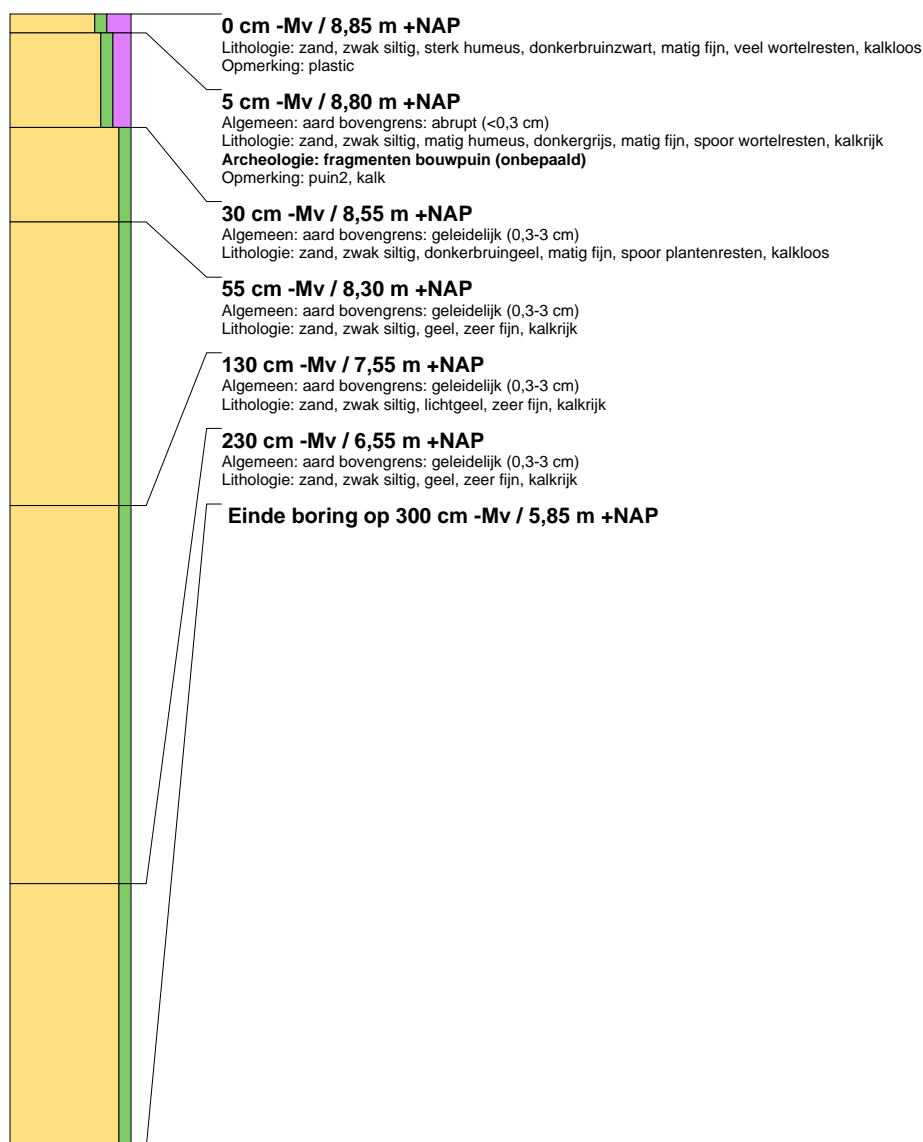 0 cm -Mv / 8,85 m +NAP
Lithologie: zand, zwak siltig, sterk humeus, donkerbruinzwart, matig fijn, veel wortelresten, kalkloos
Opmerking: plastic
5 cm -Mv / 8,80 m +NAP
Algemeen: aard bovengrens: abrupt (<0,3 cm)
Lithologie: zand, zwak siltig, matig humeus, donkergrijs, matig fijn, spoor wortelresten, kalkrijk
Archeologie: fragmenten bouwpuin (onbepaald)
Opmerking: puin2, kalk
30 cm -Mv / 8,55 m +NAP
Algemeen: aard bovengrens: geleidelijk (0,3-3 cm)
Lithologie: zand, zwak siltig, donkerbruingeel, matig fijn, spoor plantenresten, kalkloos
55 cm -Mv / 8,30 m +NAP
Algemeen: aard bovengrens: geleidelijk (0,3-3 cm)
Lithologie: zand, zwak siltig, geel, zeer fijn, kalkrijk
130 cm -Mv / 7,55 m +NAP
Algemeen: aard bovengrens: geleidelijk (0,3-3 cm)
Lithologie: zand, zwak siltig, lichtgeel, zeer fijn, kalkrijk
230 cm -Mv / 6,55 m +NAP
Algemeen: aard bovengrens: geleidelijk (0,3-3 cm)
Lithologie: zand, zwak siltig, geel, zeer fijn, kalkrijk
Einde boring op 300 cm -Mv / 5,85 m +NAP